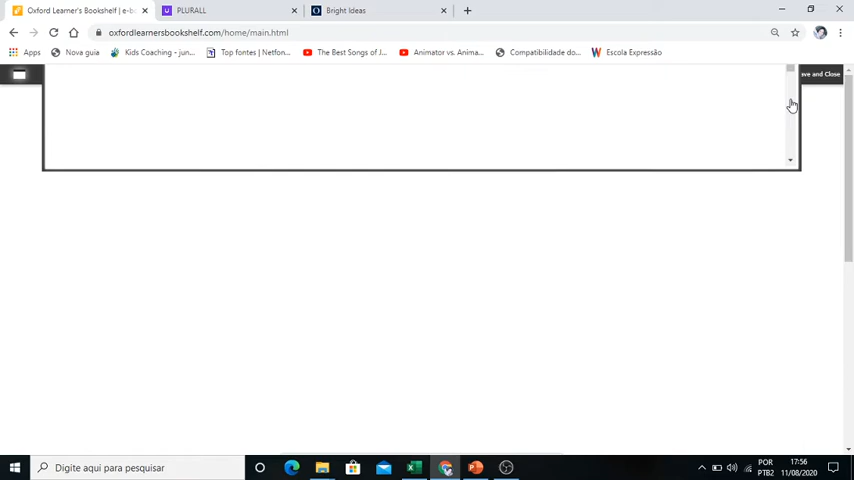 Oxford Learner's Bookshelf | e-b
PLURALL
Bright Ideas
oxfordlearnersbookshelf.com/home/main.html
Apps
Nova guia
Kids Coaching - jun...
Top fontes | Netfon...
The Best Songs of J...
Animator vs. Anima...
Compatibilidade do...
Escola Expressão
ave and Close
Digite aqui para pesquisar
POR
PTB2
17:56
11/08/2020